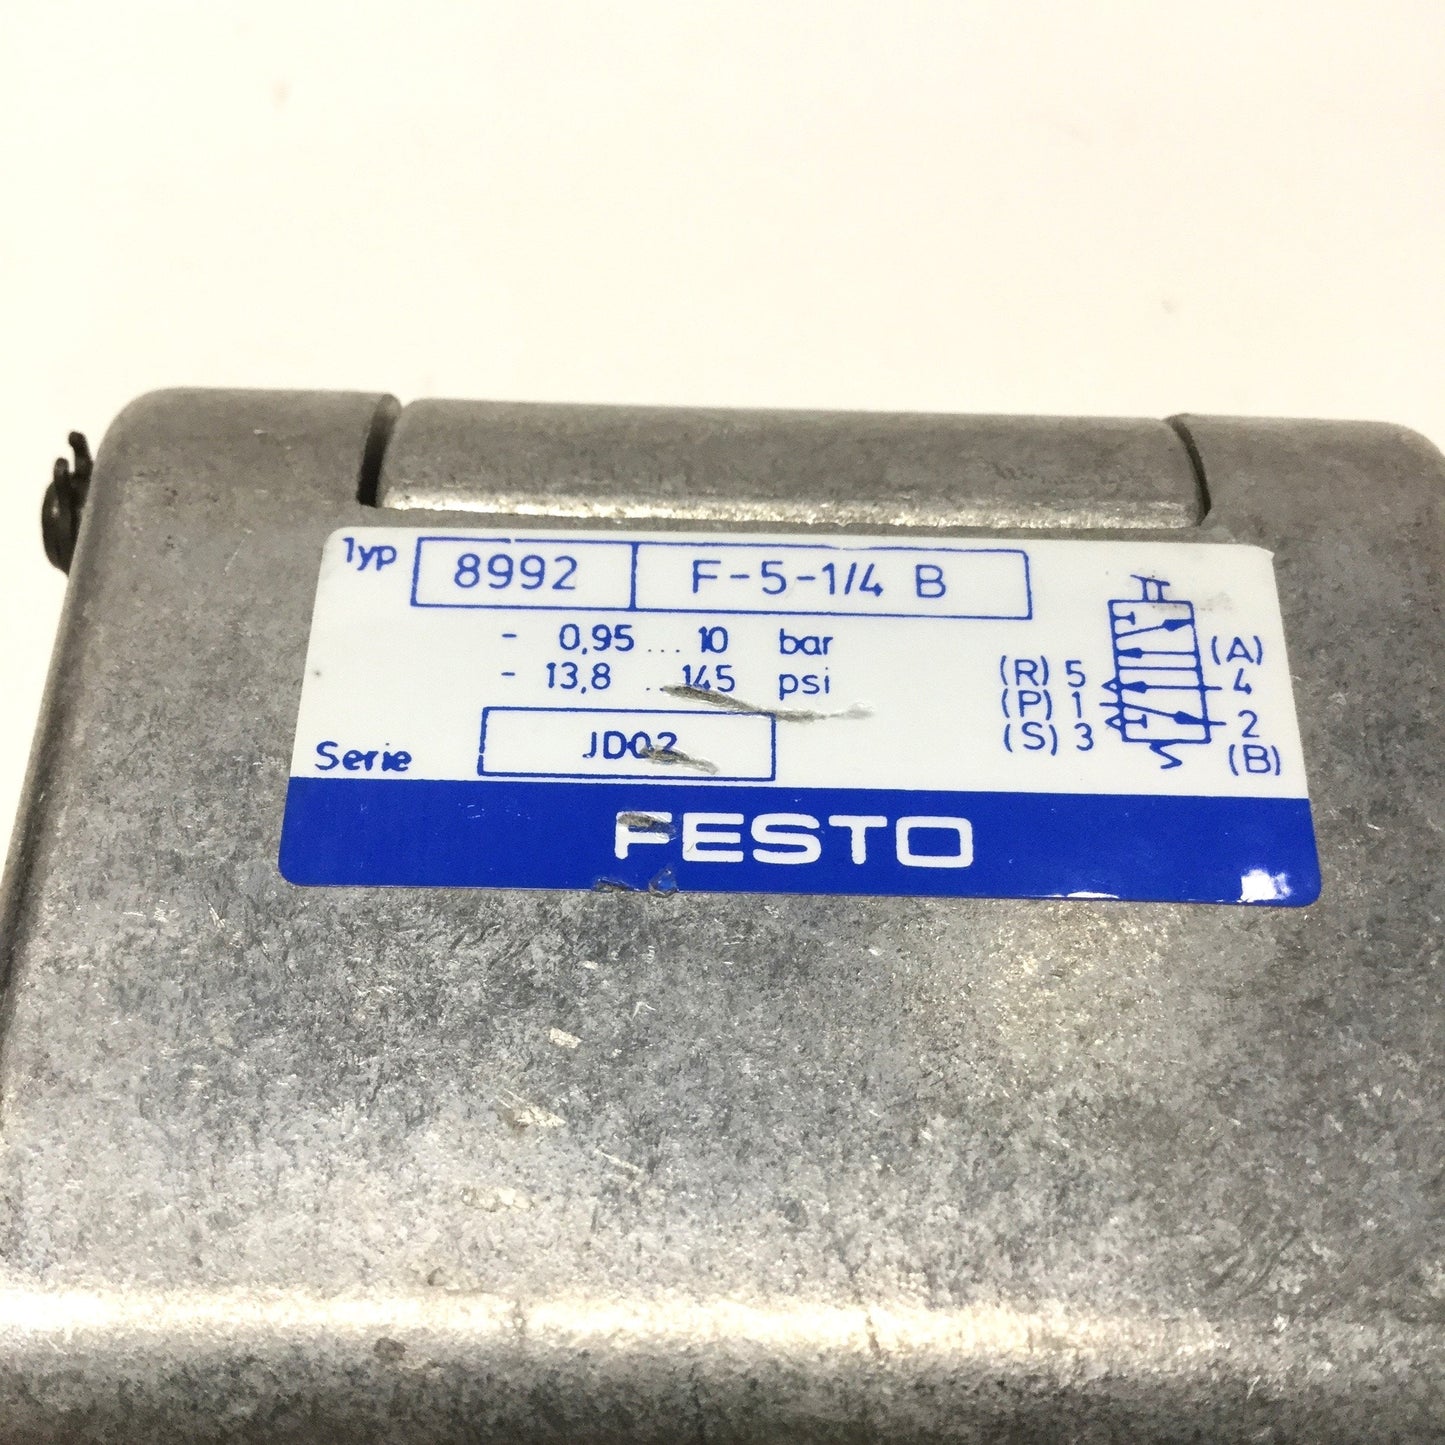 Typ 8992 F-5-1/4 B
- 0,95 ... 10 bar
- 13,8 ... 145 psi
Serie JD02
(R) 5
(P) 1
(S) 3
(A)
4
2
(B)
FESTO